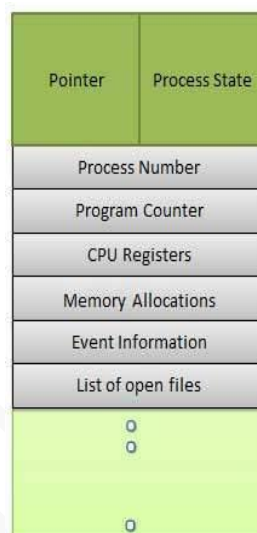 Pointer
Process State
Process Number
Program Counter
CPU Registers
Memory Allocations
Event Information
List of open files